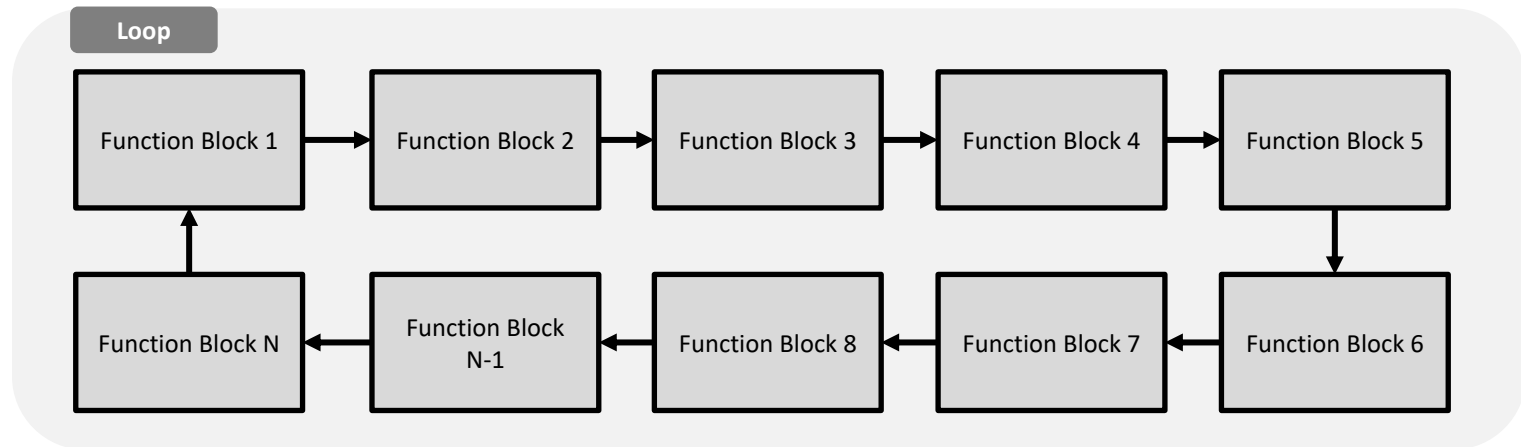 Loop
Function Block 1
Function Block 2
Function Block 3
Function Block 4
Function Block 5
Function Block N
Function Block
N-1
Function Block 8
Function Block 7
Function Block 6